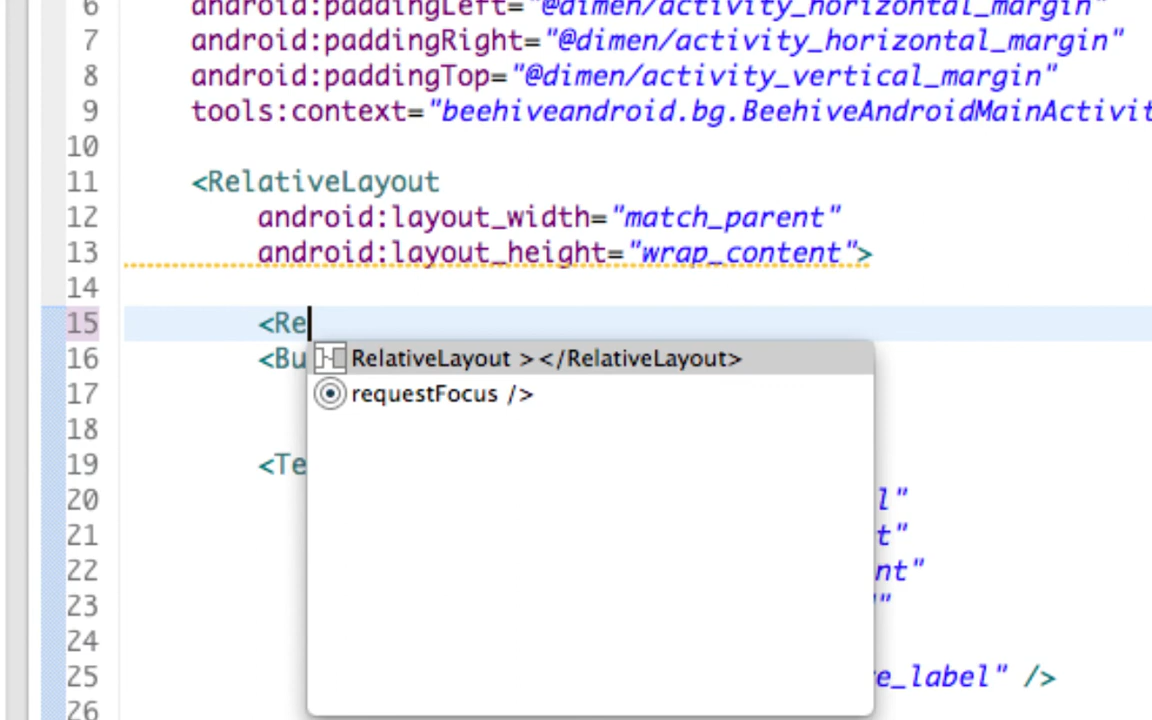 6 android:paddingLeft="@dimen/activity_horizontal_margin"
7 android:paddingRight="@dimen/activity_horizontal_margin"
8 android:paddingTop="@dimen/activity_vertical_margin"
9 tools:context="beehiveandroid.bg.BeehiveAndroidMainActivit
10
11 <RelativeLayout
12 android:layout_width="match_parent"
13 android:layout_height="wrap_content">
14
15 <Re
16 <Bu RelativeLayout ></RelativeLayout>
17 requestFocus />
18
19 <Te
20 l"
21 t"
22 nt"
23 "
24
25 e_label" />
26